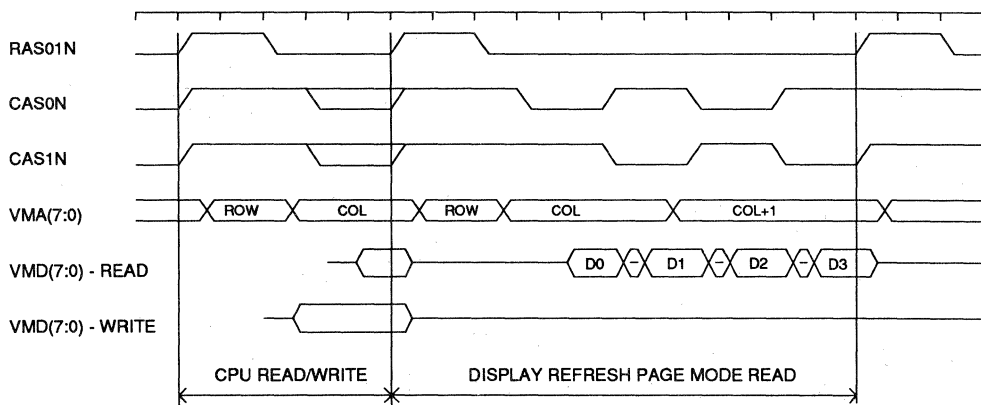 RAS01N
CAS0N
CAS1N
VMA(7:0) ROW COL ROW COL COL+1
VMD(7:0) - READ D0 – D1 – D2 – D3
VMD(7:0) - WRITE
CPU READ/WRITE DISPLAY REFRESH PAGE MODE READ